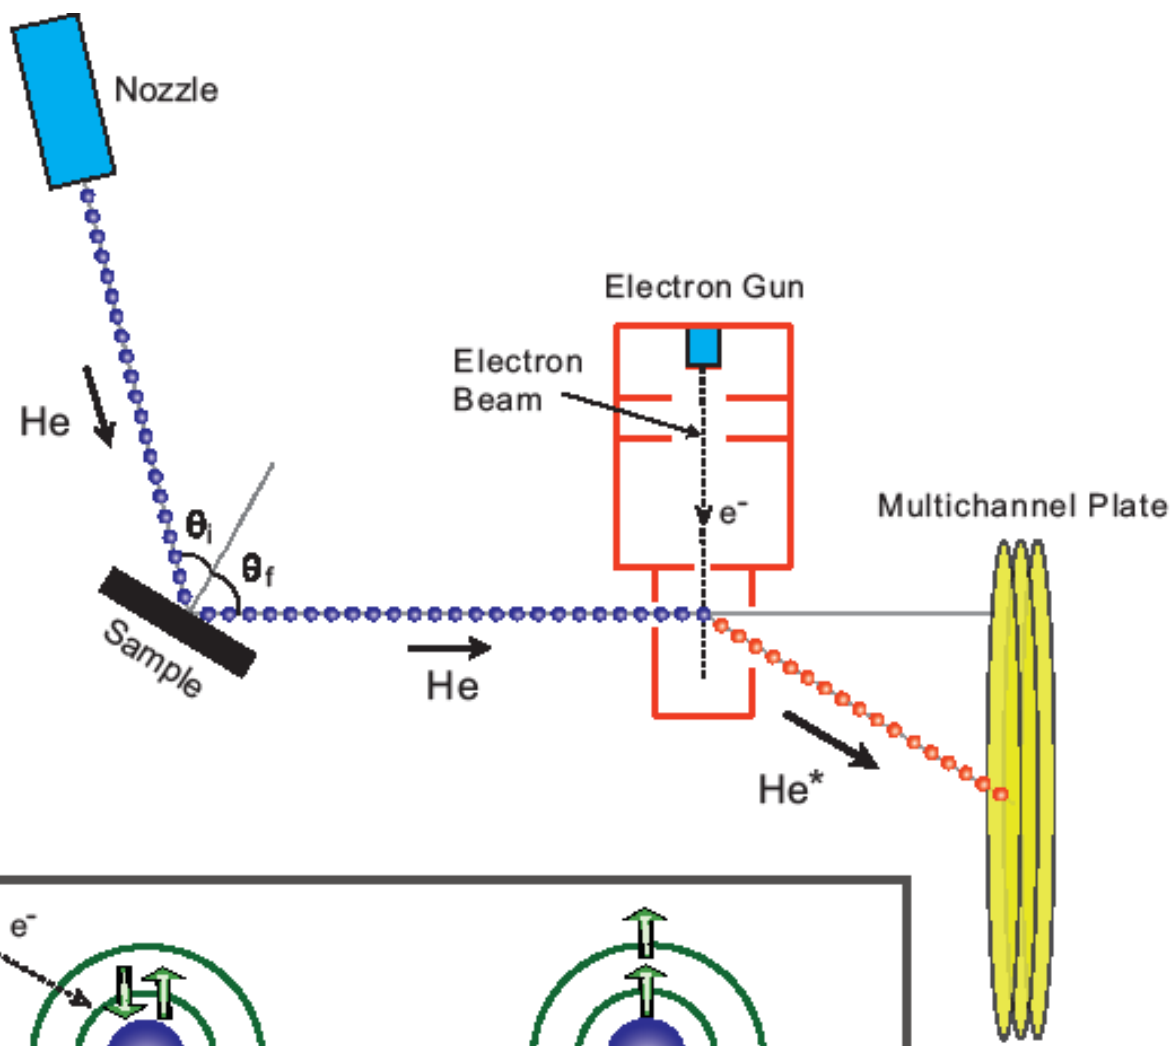 Nozzle
Electron Gun
Electron
Beam
He
e⁻
Multichannel Plate
θi
θf
Sample
He
He*
e⁻